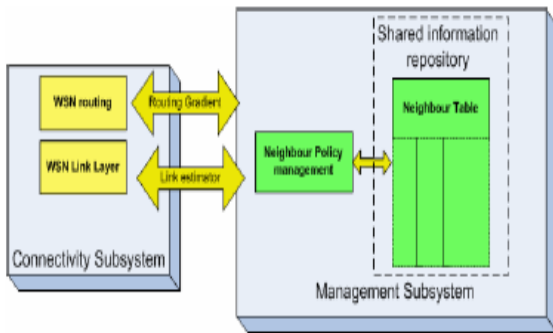 Shared information
repository
WSN routing
Routing Gradient
Neighbour Table
WSN Link Layer
Neighbour Policy
management
Link estimator
Connectivity Subsystem
Management Subsystem